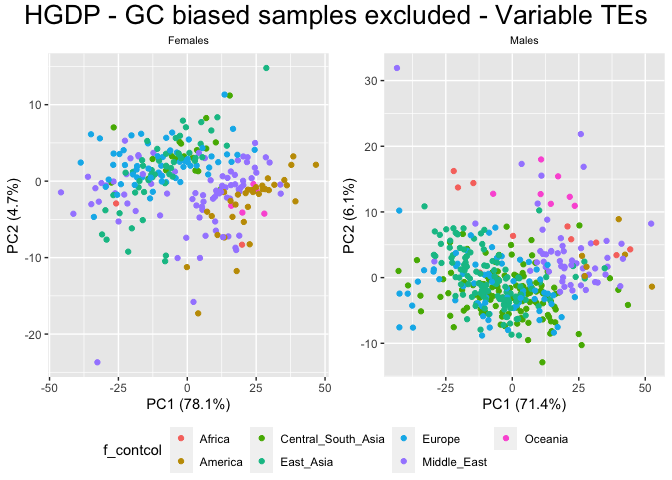 HGDP - GC biased samples excluded - Variable TEs
Females
Males
PC2 (4.7%)
10
0
-10
-20
-50
-25
0
25
50
PC1 (78.1%)
PC2 (6.1%)
30
20
10
0
-10
-25
0
25
50
PC1 (71.4%)
f_contcol
Africa
Central_South_Asia
Europe
Oceania
America
East_Asia
Middle_East